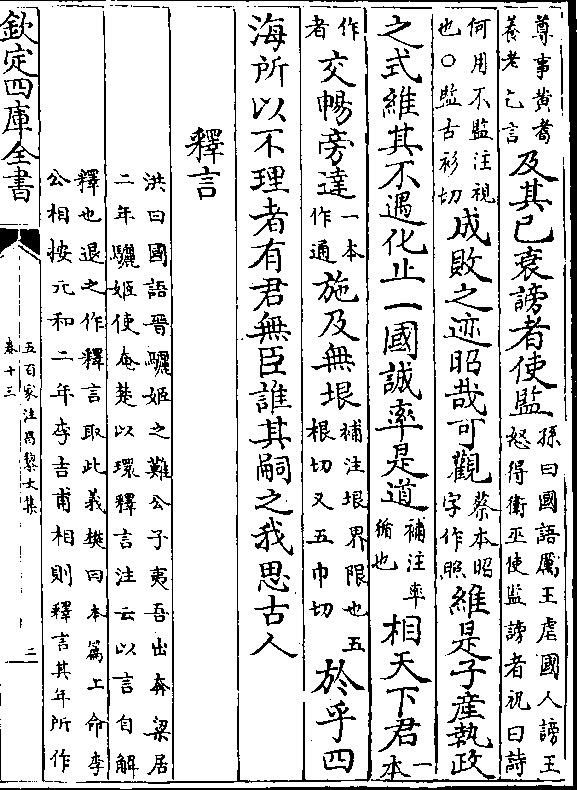 尊事黄耇
養老乞言
及其已衰謗者使監
孫曰國語厲王虐國人謗王
怒得衛巫使監謗者祝曰詩
何用不監注視
也○監古衫切
成敗之迹昭哉可觀
蔡本昭
字作照
維是子產執政
之式維其不遇化止一國誠率是道
補注率
循也
相天下君
一
本
作
者
交暢旁達
一本
作通
施及無垠
補注垠界限也五
根切又五巾切
於乎四
海所以不理者有君無臣誰其嗣之我思古人
釋言
洪曰國語晉驪姬之難公子夷吾出奔梁居
二年驪姬使奄楚以環釋言注云以言自解
釋也退之作釋言取此義樊曰本篇上命李
公相按元和二年李吉甫相則釋言其年所作
欽定四庫全書
五百家注昌黎文集
卷十三
二